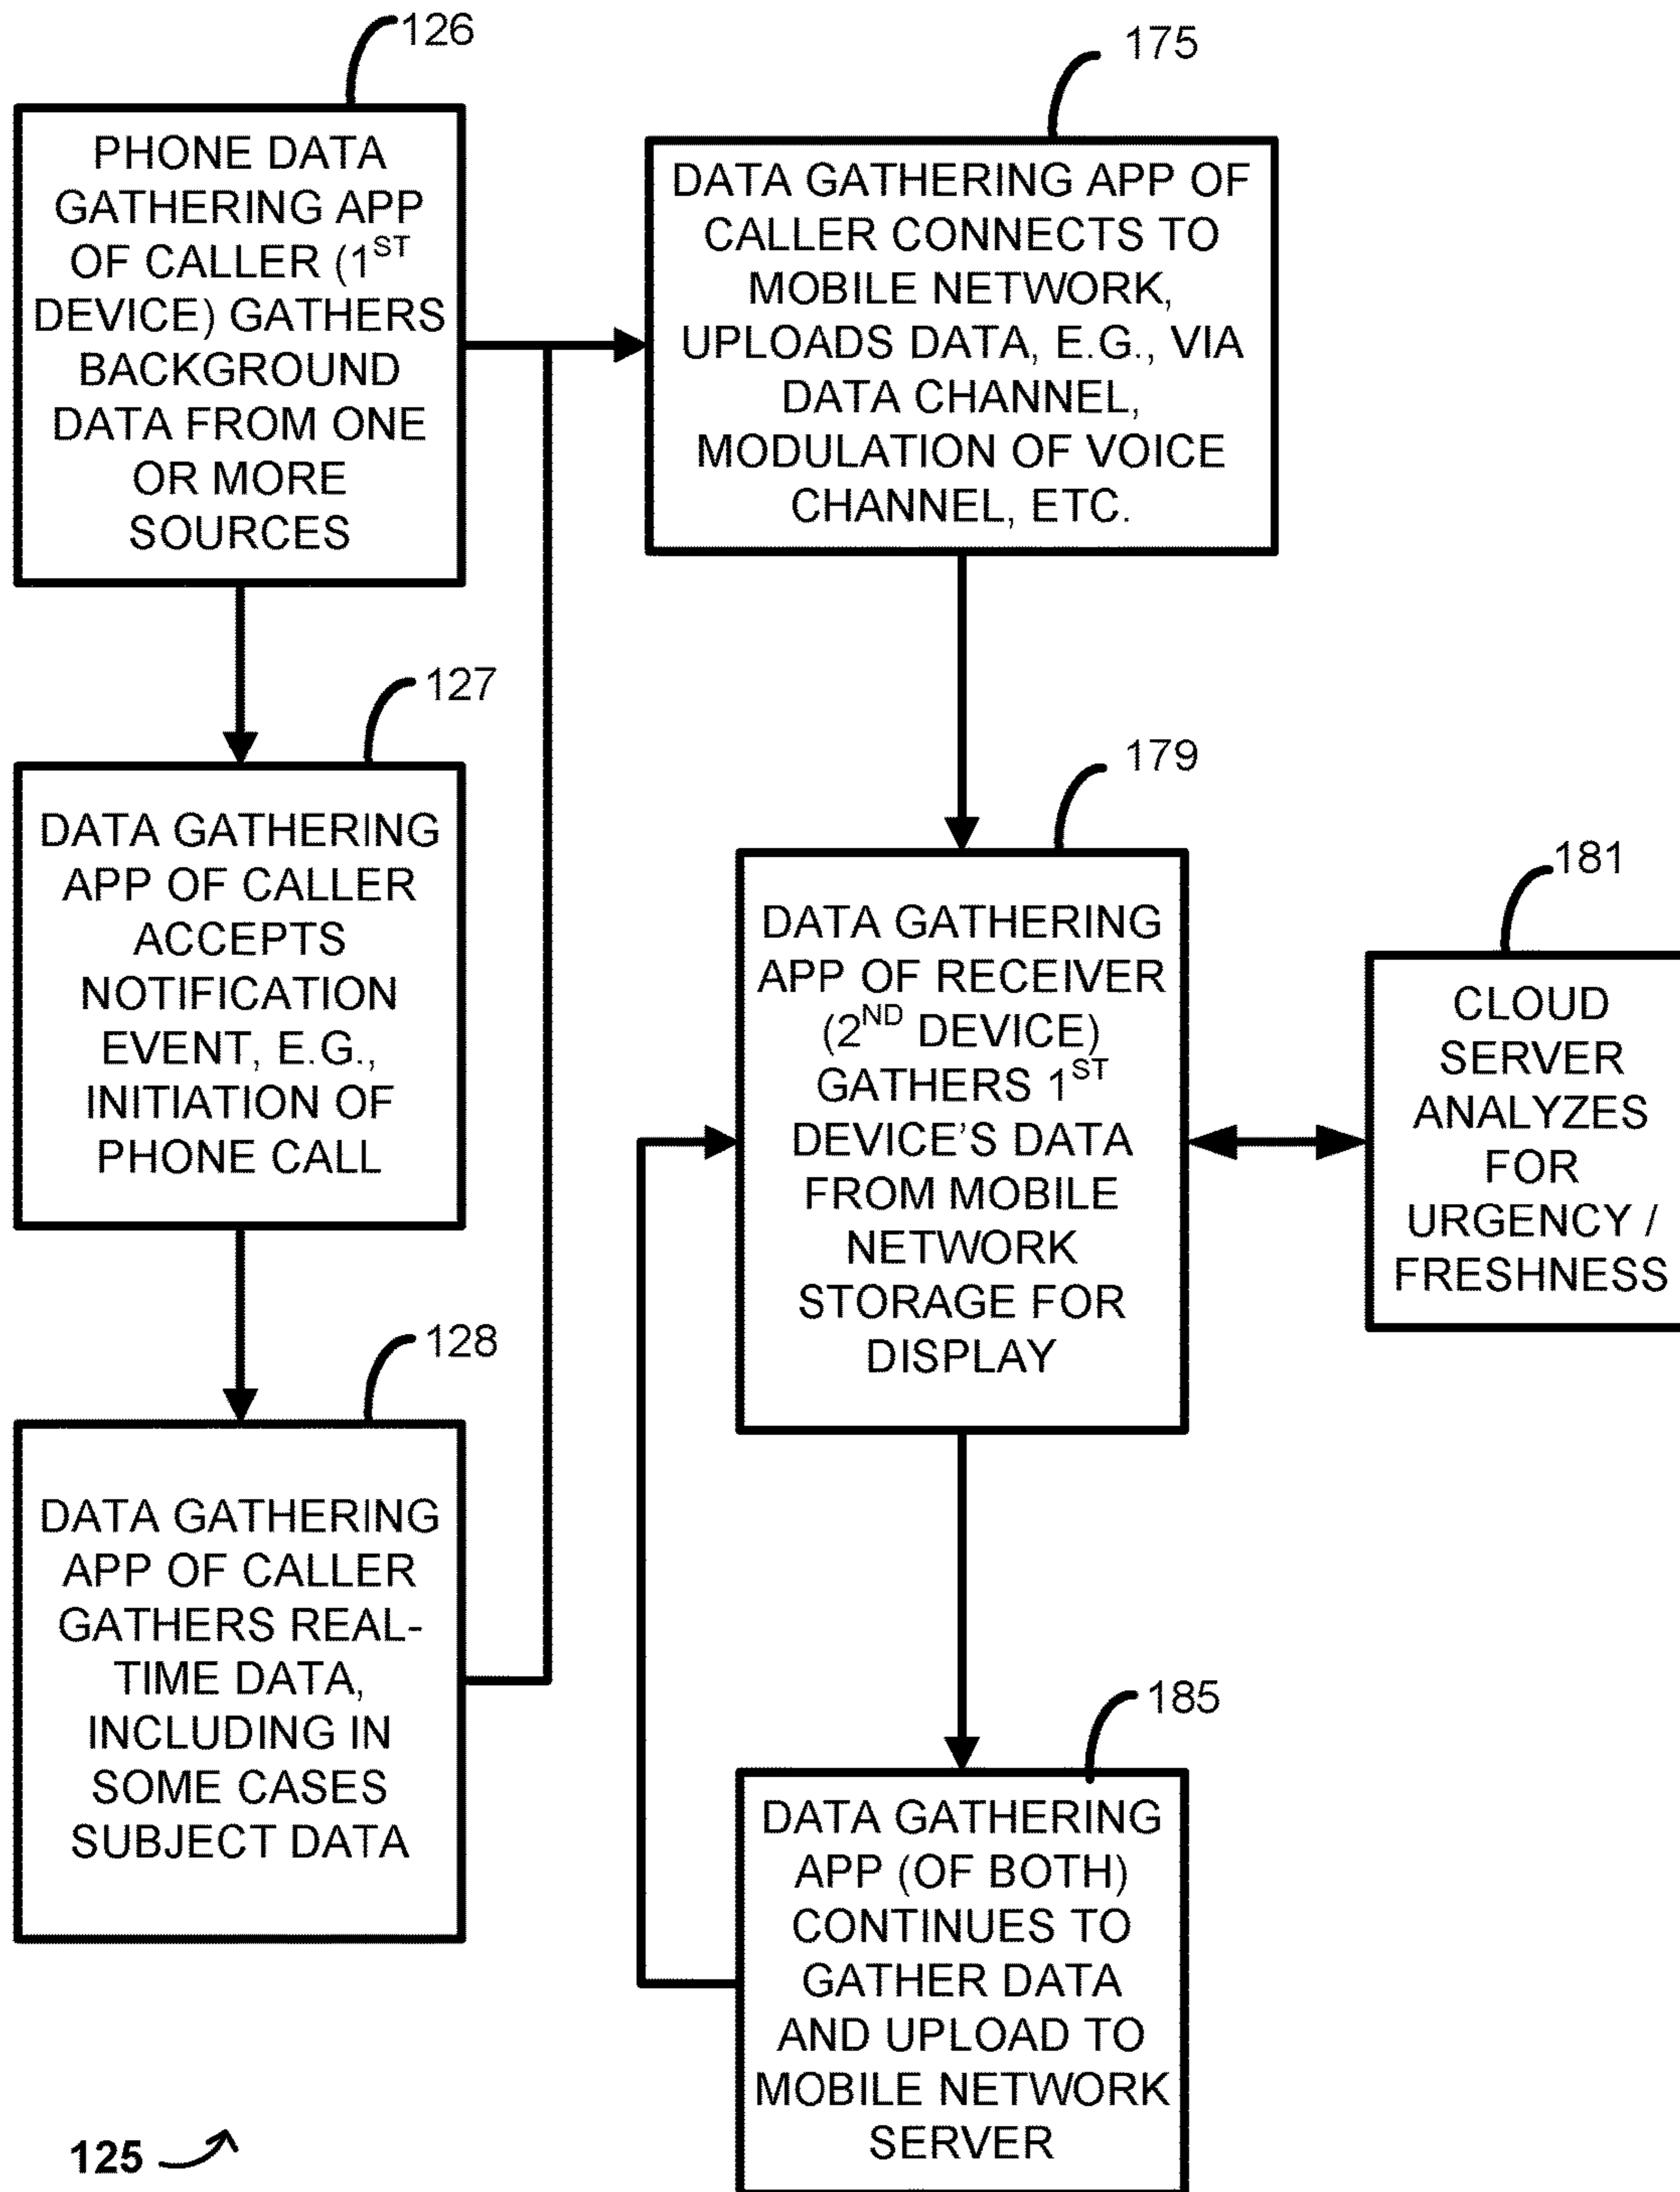 126
PHONE DATA
GATHERING APP
OF CALLER (1ST
DEVICE) GATHERS
BACKGROUND
DATA FROM ONE
OR MORE
SOURCES
127
DATA GATHERING
APP OF CALLER
ACCEPTS
NOTIFICATION
EVENT, E.G.,
INITIATION OF
PHONE CALL
128
DATA GATHERING
APP OF CALLER
GATHERS REAL-
TIME DATA,
INCLUDING IN
SOME CASES
SUBJECT DATA
175
DATA GATHERING APP OF
CALLER CONNECTS TO
MOBILE NETWORK,
UPLOADS DATA, E.G., VIA
DATA CHANNEL,
MODULATION OF VOICE
CHANNEL, ETC.
179
DATA GATHERING
APP OF RECEIVER
(2ND DEVICE)
GATHERS 1ST
DEVICE'S DATA
FROM MOBILE
NETWORK
STORAGE FOR
DISPLAY
181
CLOUD
SERVER
ANALYZES
FOR
URGENCY /
FRESHNESS
185
DATA GATHERING
APP (OF BOTH)
CONTINUES TO
GATHER DATA
AND UPLOAD TO
MOBILE NETWORK
SERVER
125